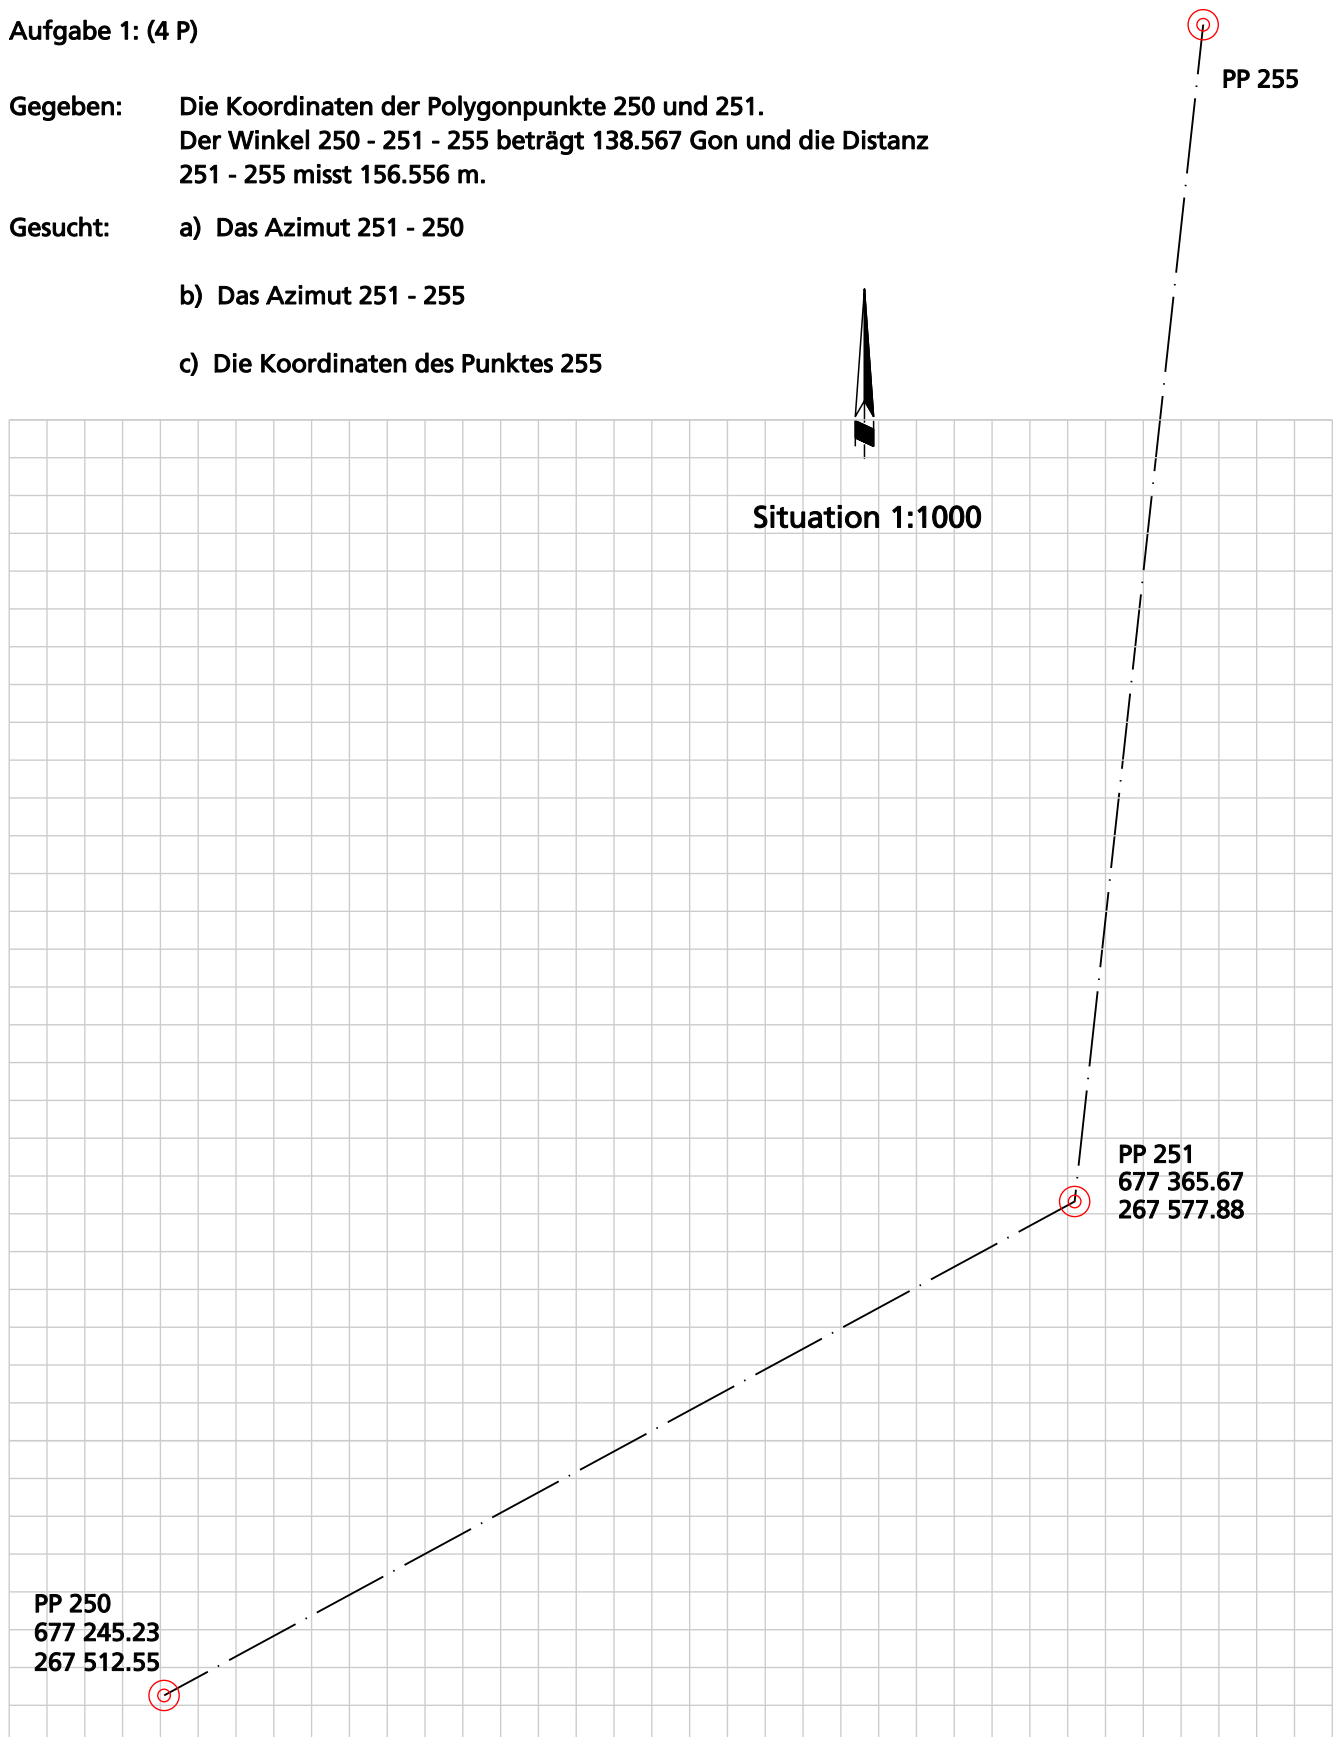 Aufgabe 1: (4 P)
PP 255
Gegeben: Die Koordinaten der Polygonpunkte 250 und 251.
Der Winkel 250 - 251 - 255 beträgt 138.567 Gon und die Distanz
251 - 255 misst 156.556 m.
Gesucht: a) Das Azimut 251 - 250
b) Das Azimut 251 - 255
c) Die Koordinaten des Punktes 255
Situation 1:1000
PP 251
677 365.67
267 577.88
PP 250
677 245.23
267 512.55